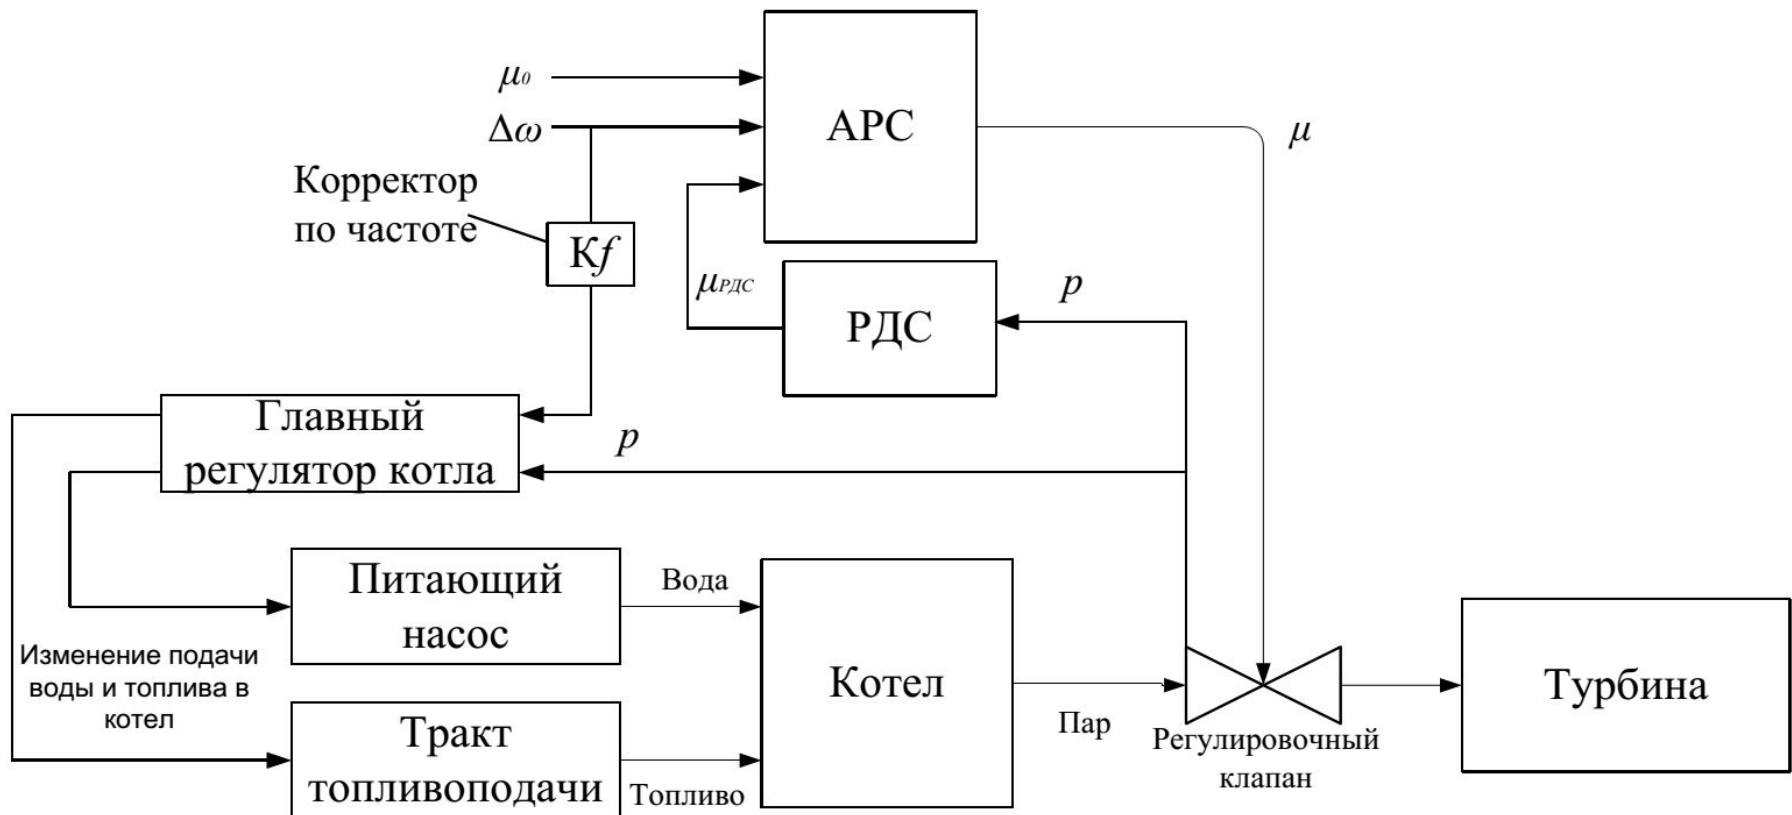 μ0
АРС
Δω
μ
Корректор
по частоте
Kf
μРДС
p
РДС
Главный
регулятор котла
p
Питающий
насос
Вода
Изменение подачи
воды и топлива в
котел
Котел
Турбина
Пар
Регулировочный
клапан
Тракт
топливоподачи
Топливо